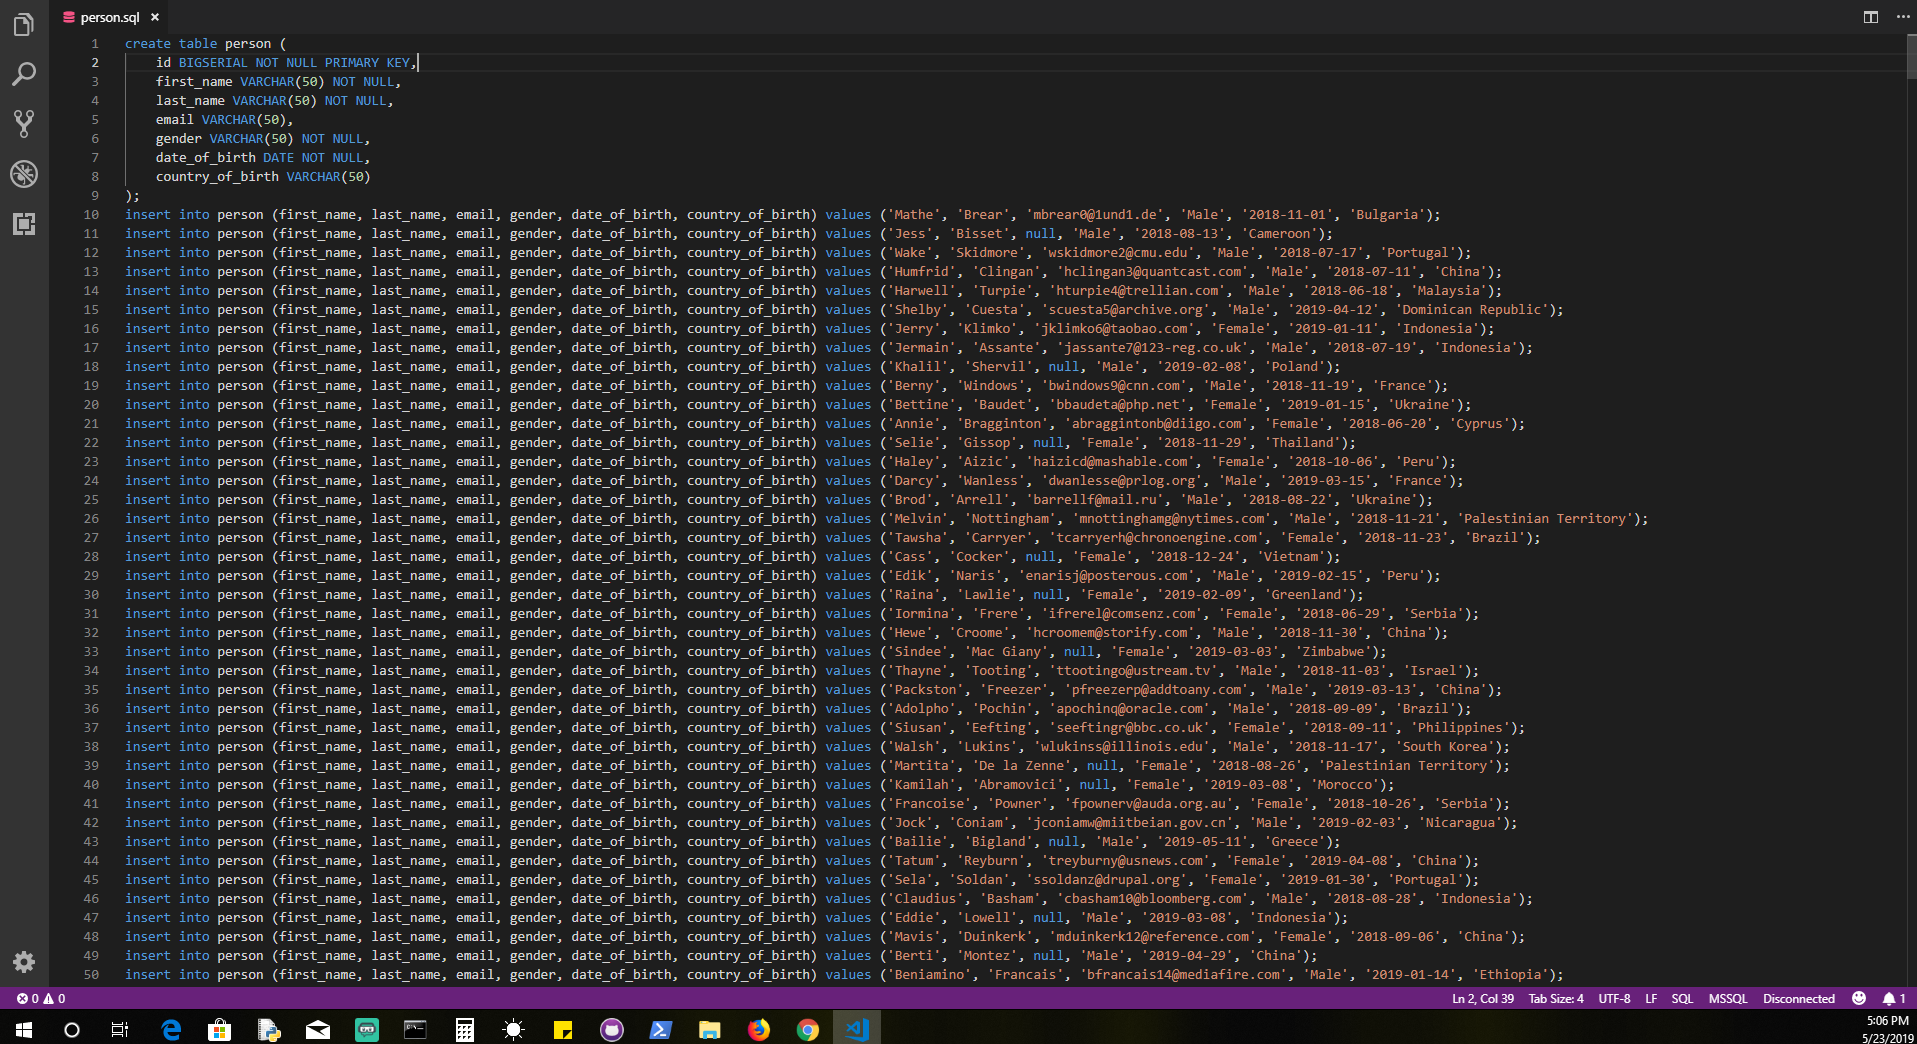 person.sql ×
1 create table person (
2 id BIGSERIAL NOT NULL PRIMARY KEY,
3 first_name VARCHAR(50) NOT NULL,
4 last_name VARCHAR(50) NOT NULL,
5 email VARCHAR(50),
6 gender VARCHAR(50) NOT NULL,
7 date_of_birth DATE NOT NULL,
8 country_of_birth VARCHAR(50)
9 );
10 insert into person (first_name, last_name, email, gender, date_of_birth, country_of_birth) values ('Mathe', 'Brear', 'mbrear0@1und1.de', 'Male', '2018-11-01', 'Bulgaria');
11 insert into person (first_name, last_name, email, gender, date_of_birth, country_of_birth) values ('Jess', 'Bisset', null, 'Male', '2018-08-13', 'Cameroon');
12 insert into person (first_name, last_name, email, gender, date_of_birth, country_of_birth) values ('Wake', 'Skidmore', 'wskidmore2@cmu.edu', 'Male', '2018-07-17', 'Portugal');
13 insert into person (first_name, last_name, email, gender, date_of_birth, country_of_birth) values ('Humfrid', 'Clingan', 'hclingan3@quantcast.com', 'Male', '2018-07-11', 'China');
14 insert into person (first_name, last_name, email, gender, date_of_birth, country_of_birth) values ('Harwell', 'Turpie', 'hturpie4@trellian.com', 'Male', '2018-06-18', 'Malaysia');
15 insert into person (first_name, last_name, email, gender, date_of_birth, country_of_birth) values ('Shelby', 'Cuesta', 'scuesta5@archive.org', 'Male', '2019-04-12', 'Dominican Republic');
16 insert into person (first_name, last_name, email, gender, date_of_birth, country_of_birth) values ('Jerry', 'Klimko', 'jklimko6@taobao.com', 'Female', '2019-01-11', 'Indonesia');
17 insert into person (first_name, last_name, email, gender, date_of_birth, country_of_birth) values ('Jermain', 'Assante', 'jassante7@123-reg.co.uk', 'Male', '2018-07-19', 'Indonesia');
18 insert into person (first_name, last_name, email, gender, date_of_birth, country_of_birth) values ('Khalil', 'Shervil', null, 'Male', '2019-02-08', 'Poland');
19 insert into person (first_name, last_name, email, gender, date_of_birth, country_of_birth) values ('Berny', 'Windows', 'bwindows9@cnn.com', 'Male', '2018-11-19', 'France');
20 insert into person (first_name, last_name, email, gender, date_of_birth, country_of_birth) values ('Bettine', 'Baudet', 'bbaudeta@php.net', 'Female', '2019-01-15', 'Ukraine');
21 insert into person (first_name, last_name, email, gender, date_of_birth, country_of_birth) values ('Annie', 'Bragginton', 'abraggintonb@diigo.com', 'Female', '2018-06-20', 'Cyprus');
22 insert into person (first_name, last_name, email, gender, date_of_birth, country_of_birth) values ('Selie', 'Gissop', null, 'Female', '2018-11-29', 'Thailand');
23 insert into person (first_name, last_name, email, gender, date_of_birth, country_of_birth) values ('Haley', 'Aizic', 'haizicd@mashable.com', 'Female', '2018-10-06', 'Peru');
24 insert into person (first_name, last_name, email, gender, date_of_birth, country_of_birth) values ('Darcy', 'Wanless', 'dwanlesse@prlog.org', 'Male', '2019-03-15', 'France');
25 insert into person (first_name, last_name, email, gender, date_of_birth, country_of_birth) values ('Brod', 'Arrell', 'barrellf@mail.ru', 'Male', '2018-08-22', 'Ukraine');
26 insert into person (first_name, last_name, email, gender, date_of_birth, country_of_birth) values ('Melvin', 'Nottingham', 'mnottinghamg@nytimes.com', 'Male', '2018-11-21', 'Palestinian Territory');
27 insert into person (first_name, last_name, email, gender, date_of_birth, country_of_birth) values ('Tawsha', 'Carryer', 'tcarryerh@chronoengine.com', 'Female', '2018-11-23', 'Brazil');
28 insert into person (first_name, last_name, email, gender, date_of_birth, country_of_birth) values ('Cass', 'Cocker', null, 'Female', '2018-12-24', 'Vietnam');
29 insert into person (first_name, last_name, email, gender, date_of_birth, country_of_birth) values ('Edik', 'Naris', 'enarisj@posterous.com', 'Male', '2019-02-15', 'Peru');
30 insert into person (first_name, last_name, email, gender, date_of_birth, country_of_birth) values ('Raina', 'Lawlie', null, 'Female', '2019-02-09', 'Greenland');
31 insert into person (first_name, last_name, email, gender, date_of_birth, country_of_birth) values ('Iormina', 'Frere', 'ifrerel@comsenz.com', 'Female', '2018-06-29', 'Serbia');
32 insert into person (first_name, last_name, email, gender, date_of_birth, country_of_birth) values ('Hewe', 'Croome', 'hcroomem@storify.com', 'Male', '2018-11-30', 'China');
33 insert into person (first_name, last_name, email, gender, date_of_birth, country_of_birth) values ('Sindee', 'Mac Giany', null, 'Female', '2019-03-03', 'Zimbabwe');
34 insert into person (first_name, last_name, email, gender, date_of_birth, country_of_birth) values ('Thayne', 'Tooting', 'ttootingo@ustream.tv', 'Male', '2018-11-03', 'Israel');
35 insert into person (first_name, last_name, email, gender, date_of_birth, country_of_birth) values ('Packston', 'Freezer', 'pfreezerp@addtoany.com', 'Male', '2019-03-13', 'China');
36 insert into person (first_name, last_name, email, gender, date_of_birth, country_of_birth) values ('Adolpho', 'Pochin', 'apochinq@oracle.com', 'Male', '2018-09-09', 'Brazil');
37 insert into person (first_name, last_name, email, gender, date_of_birth, country_of_birth) values ('Siusan', 'Eefting', 'seeftingr@bbc.co.uk', 'Female', '2018-09-11', 'Philippines');
38 insert into person (first_name, last_name, email, gender, date_of_birth, country_of_birth) values ('Walsh', 'Lukins', 'wlukinss@illinois.edu', 'Male', '2018-11-17', 'South Korea');
39 insert into person (first_name, last_name, email, gender, date_of_birth, country_of_birth) values ('Martita', 'De la Zenne', null, 'Female', '2018-08-26', 'Palestinian Territory');
40 insert into person (first_name, last_name, email, gender, date_of_birth, country_of_birth) values ('Kamilah', 'Abramovici', null, 'Female', '2019-03-08', 'Morocco');
41 insert into person (first_name, last_name, email, gender, date_of_birth, country_of_birth) values ('Francoise', 'Powner', 'fpownerv@auda.org.au', 'Female', '2018-10-26', 'Serbia');
42 insert into person (first_name, last_name, email, gender, date_of_birth, country_of_birth) values ('Jock', 'Coniam', 'jconiamw@miitbeian.gov.cn', 'Male', '2019-02-03', 'Nicaragua');
43 insert into person (first_name, last_name, email, gender, date_of_birth, country_of_birth) values ('Bailie', 'Bigland', null, 'Male', '2019-05-11', 'Greece');
44 insert into person (first_name, last_name, email, gender, date_of_birth, country_of_birth) values ('Tatum', 'Reyburn', 'treyburny@usnews.com', 'Female', '2019-04-08', 'China');
45 insert into person (first_name, last_name, email, gender, date_of_birth, country_of_birth) values ('Sela', 'Soldan', 'ssoldanz@drupal.org', 'Female', '2019-01-30', 'Portugal');
46 insert into person (first_name, last_name, email, gender, date_of_birth, country_of_birth) values ('Claudius', 'Basham', 'cbasham10@bloomberg.com', 'Male', '2018-08-28', 'Indonesia');
47 insert into person (first_name, last_name, email, gender, date_of_birth, country_of_birth) values ('Eddie', 'Lowell', null, 'Male', '2019-03-08', 'Indonesia');
48 insert into person (first_name, last_name, email, gender, date_of_birth, country_of_birth) values ('Mavis', 'Duinkerk', 'mduinkerk12@reference.com', 'Female', '2018-09-06', 'China');
49 insert into person (first_name, last_name, email, gender, date_of_birth, country_of_birth) values ('Berti', 'Montez', null, 'Male', '2019-04-29', 'China');
50 insert into person (first_name, last_name, email, gender, date_of_birth, country_of_birth) values ('Beniamino', 'Francais', 'bfrancais14@mediafire.com', 'Male', '2019-01-14', 'Ethiopia');
0 0 Ln 2, Col 39 Tab Size: 4 UTF-8 LF SQL MSSQL Disconnected 1
5:06 PM
5/23/2019